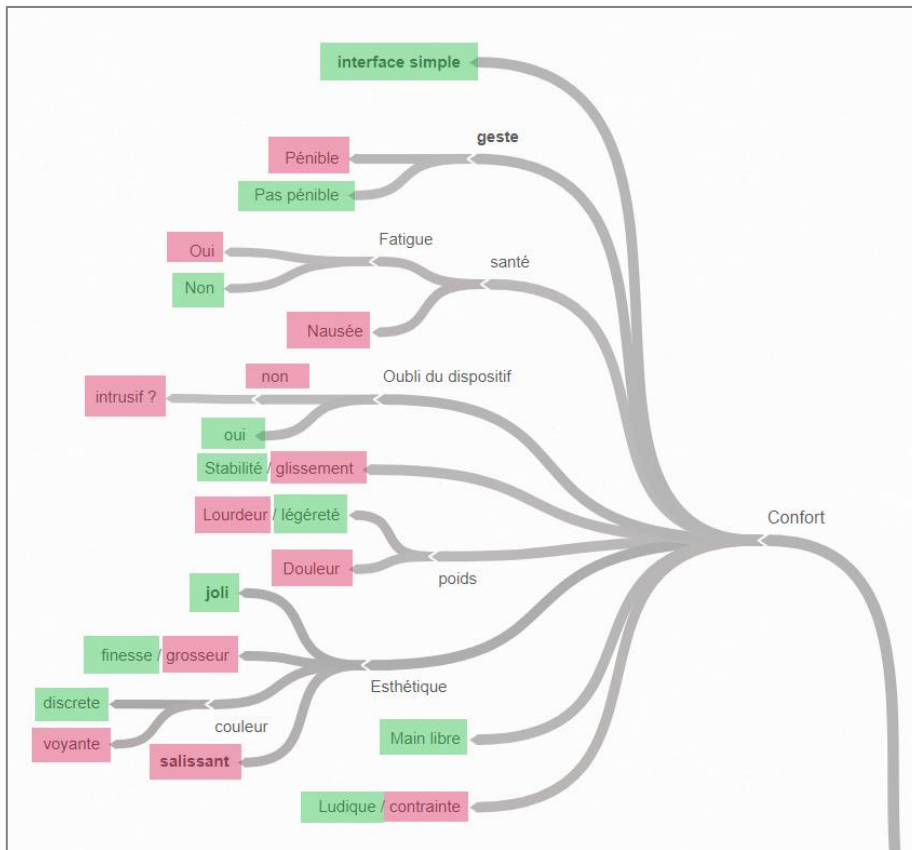 interface simple
geste
Pénible
Pas pénible
Fatigue
Oui
santé
Non
Nausée
non
Oubli du dispositif
intrusif ?
oui
Stabilité / glissement
Lourdeur / légéreté
Confort
Douleur
poids
joli
finesse / grosseur
Esthétique
discrete
couleur
voyante
Main libre
salissant
Ludique / contrainte